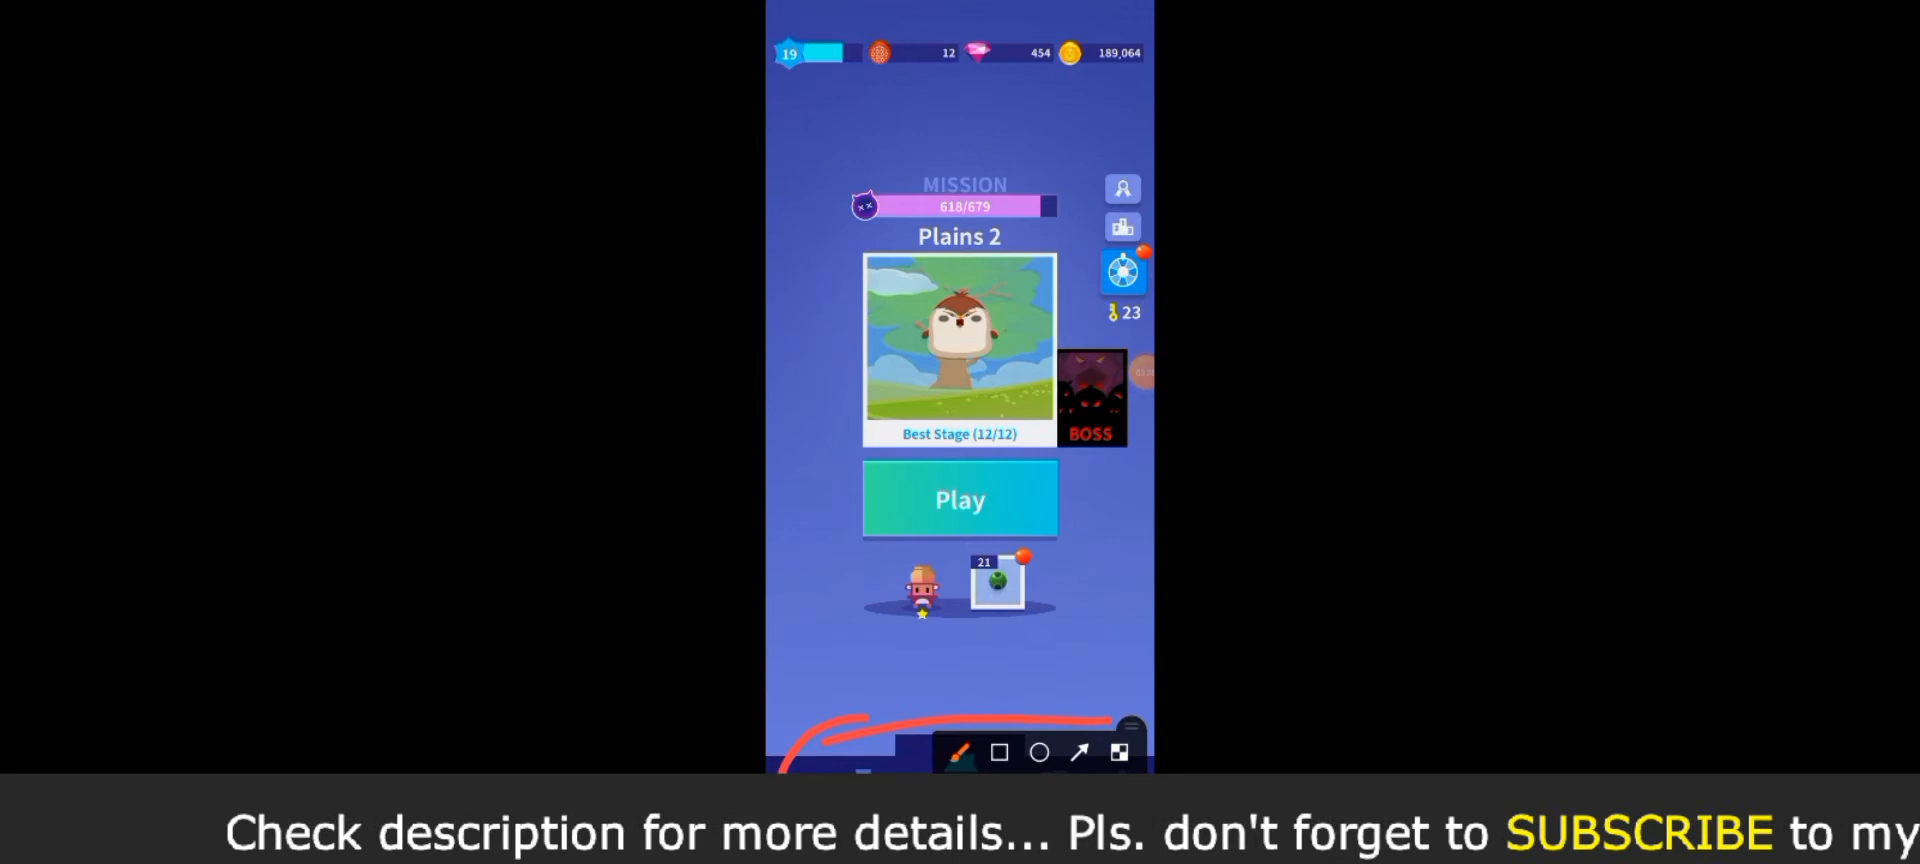 19 12 454 189,064
MISSION
618/679
Plains 2
23
BOSS
Best Stage (12/12)
Play
21
Check description for more details... Pls. don't forget to SUBSCRIBE to my